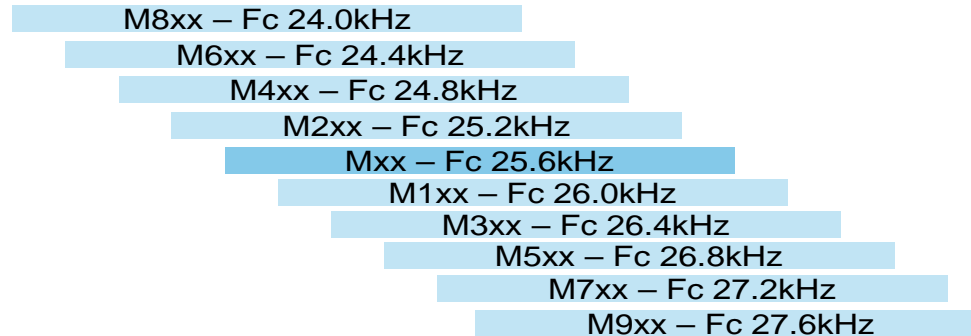 M8xx – Fc 24.0kHz
M6xx – Fc 24.4kHz
M4xx – Fc 24.8kHz
M2xx – Fc 25.2kHz
Mxx – Fc 25.6kHz
M1xx – Fc 26.0kHz
M3xx – Fc 26.4kHz
M5xx – Fc 26.8kHz
M7xx – Fc 27.2kHz
M9xx – Fc 27.6kHz